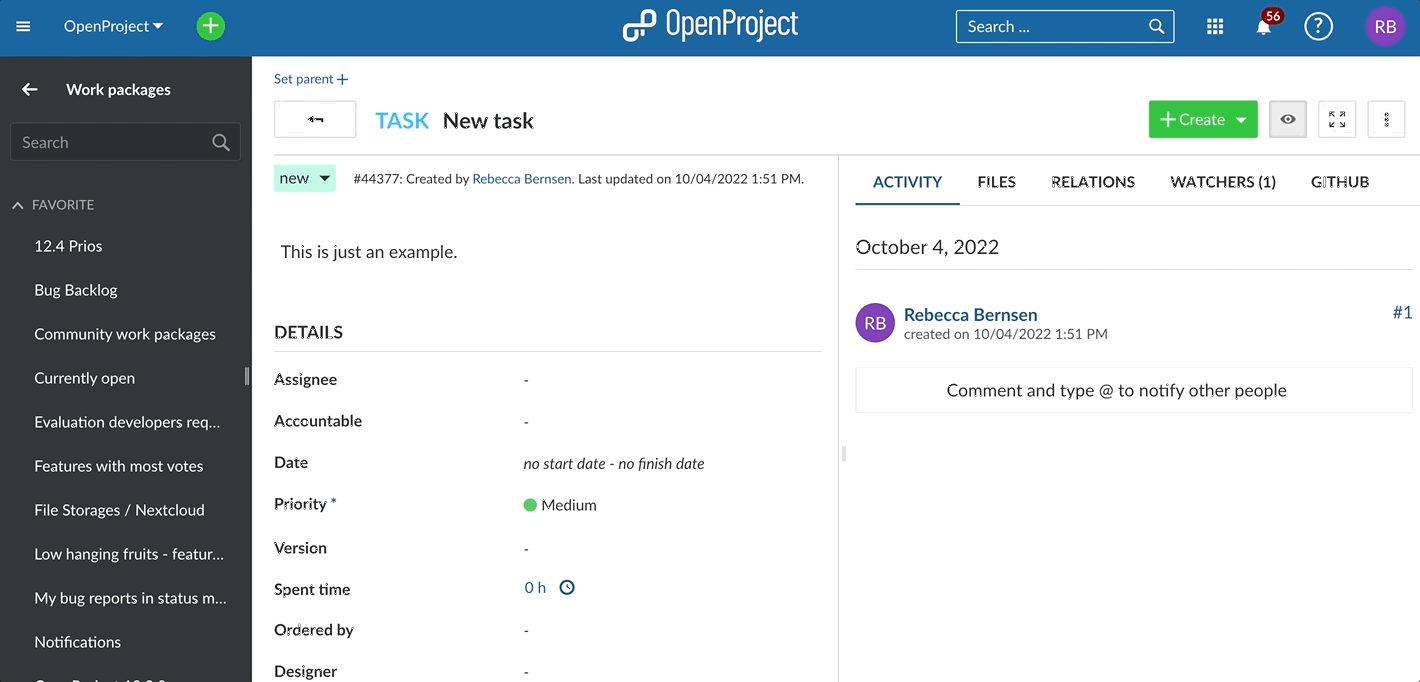 OpenProject
OpenProject
Search ...
56
?
RB
Work packages
Search
FAVORITE
12.4 Prios
Bug Backlog
Community work packages
Currently open
Evaluation developers req...
Features with most votes
File Storages / Nextcloud
Low hanging fruits - featur...
My bug reports in status m...
Notifications
Set parent +
TASK New task
+ Create
new
#44377: Created by Rebecca Bernsen. Last updated on 10/04/2022 1:51 PM.
This is just an example.
DETAILS
Assignee -
Accountable -
Date no start date - no finish date
Priority * Medium
Version -
Spent time 0 h
Ordered by -
Designer -
ACTIVITY FILES RELATIONS WATCHERS (1) GITHUB
October 4, 2022
RB
Rebecca Bernsen #1
created on 10/04/2022 1:51 PM
Comment and type @ to notify other people